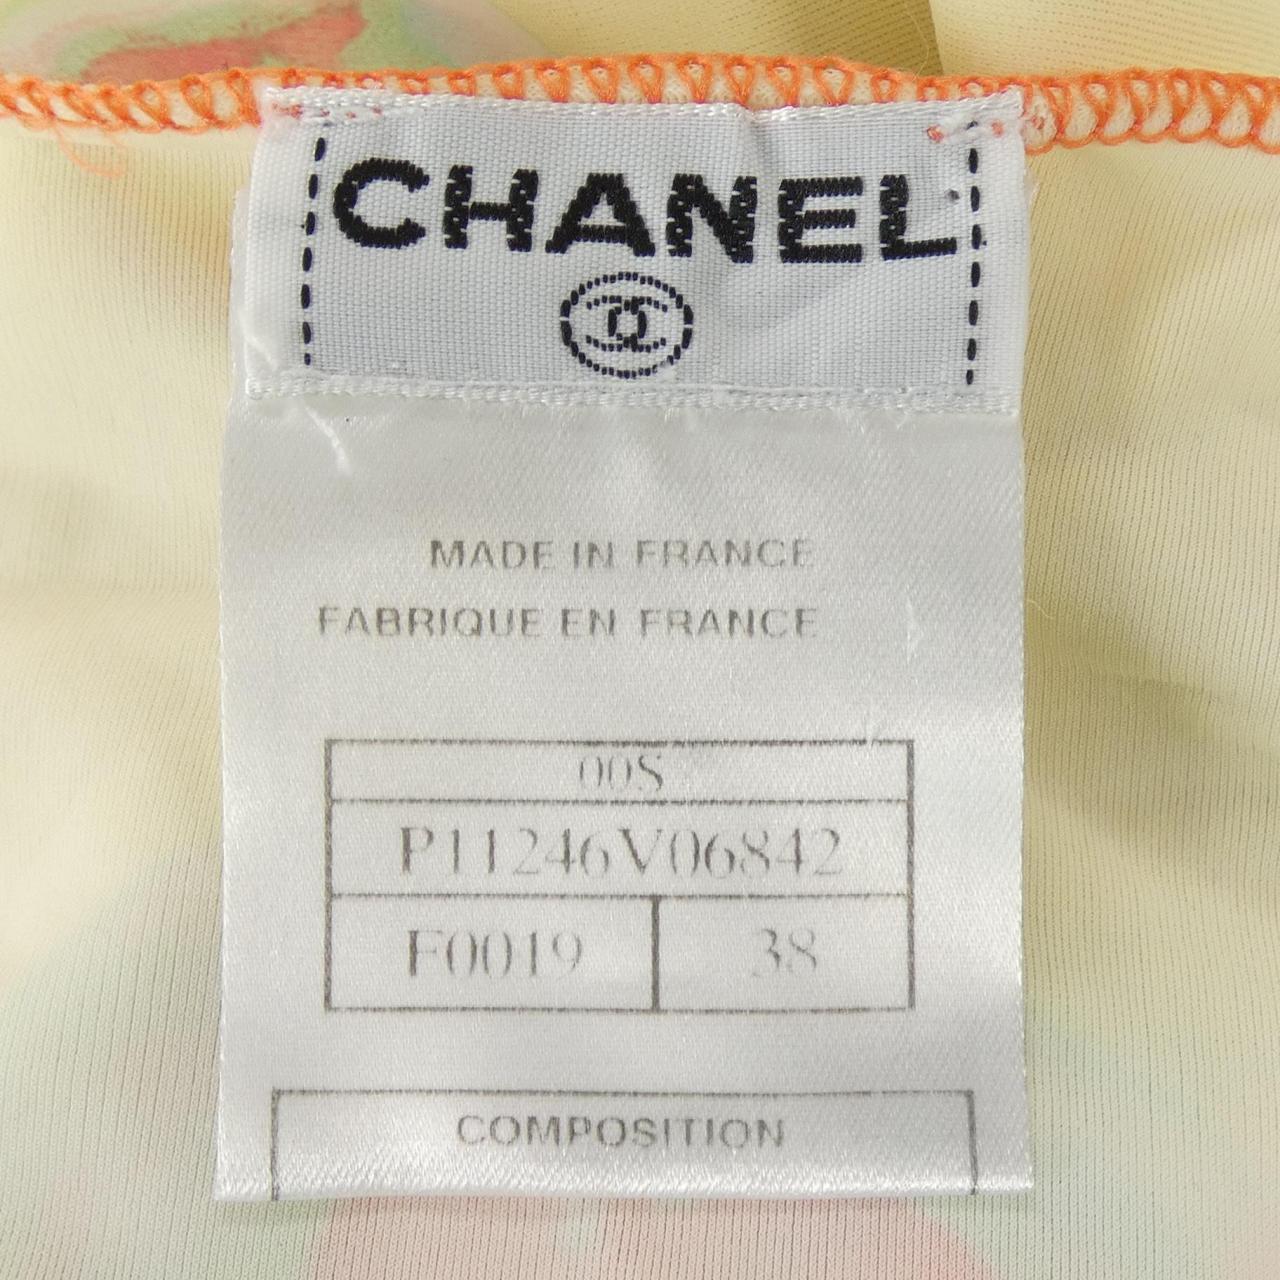 CHANEL
MADE IN FRANCE
FABRIQUE EN FRANCE
00S
P11246V06842
F0019 38
COMPOSITION